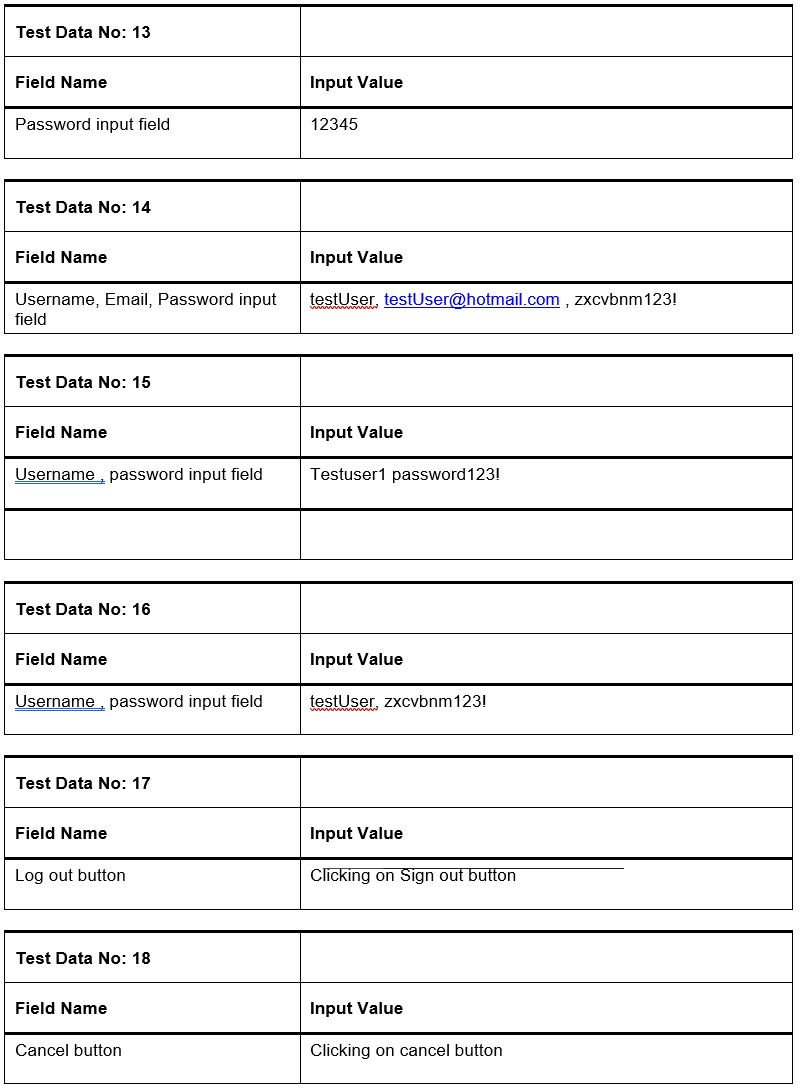 Test Data No: 13
Field Name Input Value
Password input field 12345
Test Data No: 14
Field Name Input Value
Username, Email, Password input testUser, testUser@hotmail.com , zxcvbnm123!
field
Test Data No: 15
Field Name Input Value
Username , password input field Testuser1 password123!
Test Data No: 16
Field Name Input Value
Username , password input field testUser, zxcvbnm123!
Test Data No: 17
Field Name Input Value
Log out button Clicking on Sign out button
Test Data No: 18
Field Name Input Value
Cancel button Clicking on cancel button